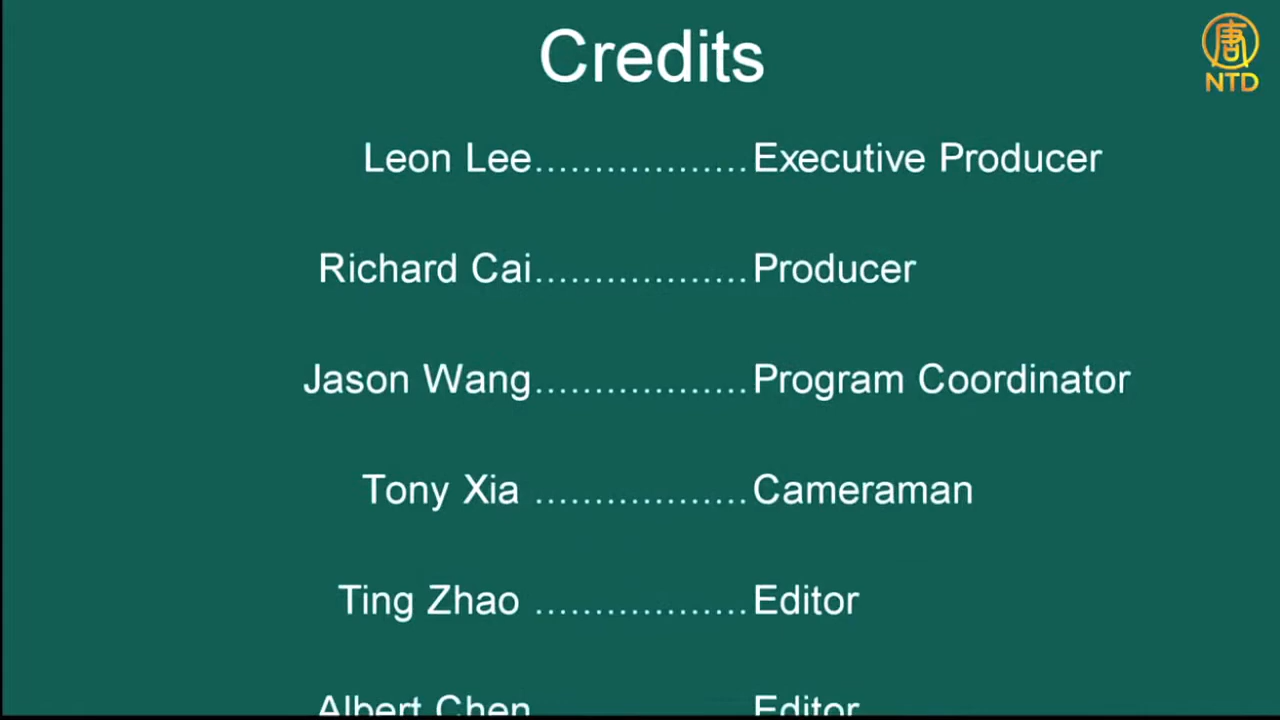 Credits
唐
NTD
Leon Lee..................Executive Producer
Richard Cai..................Producer
Jason Wang..................Program Coordinator
Tony Xia ..................Cameraman
Ting Zhao ..................Editor
Albert Chen..................Editor